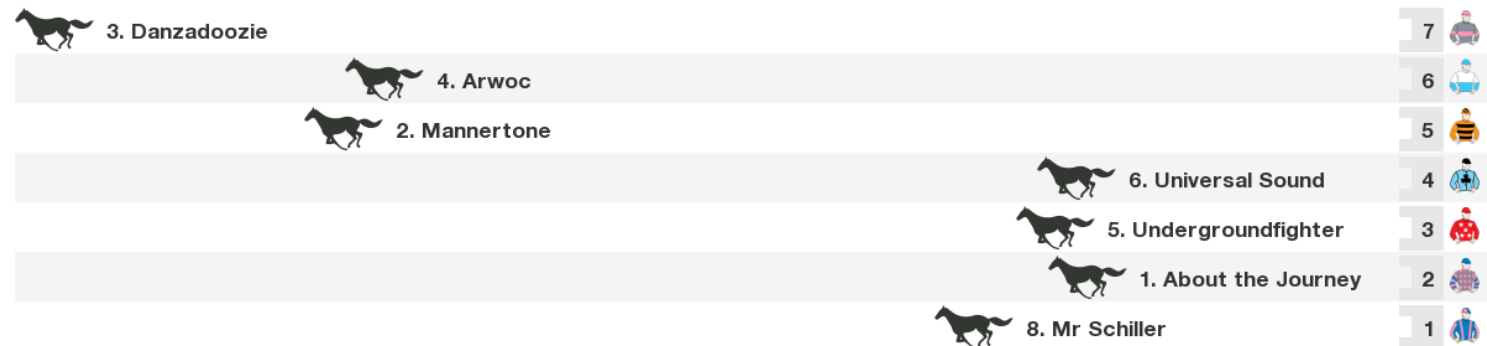 3. Danzadoozie 7
4. Arwoc 6
2. Mannertone 5
6. Universal Sound 4
5. Undergroundfighter 3
1. About the Journey 2
8. Mr Schiller 1